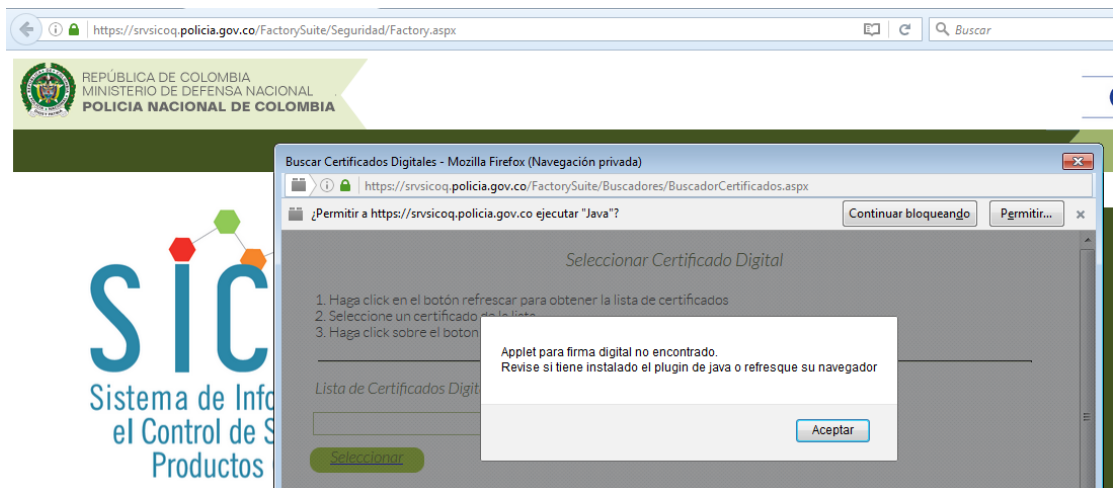 https://srvsicoq.policia.gov.co/FactorySuite/Seguridad/Factory.aspx
Buscar
REPÚBLICA DE COLOMBIA
MINISTERIO DE DEFENSA NACIONAL
POLICIA NACIONAL DE COLOMBIA
Buscar Certificados Digitales - Mozilla Firefox (Navegación privada)
https://srvsicoq.policia.gov.co/FactorySuite/Buscadores/BuscadorCertificados.aspx
¿Permitir a https://srvsicoq.policia.gov.co ejecutar "Java"?
Continuar bloqueando
Permitir...
Seleccionar Certificado Digital
1. Haga click en el botón refrescar para obtener la lista de certificados
2. Seleccione un certificado de la lista
3. Haga click sobre el boton
Applet para firma digital no encontrado.
Revise si tiene instalado el plugin de java o refresque su navegador
Aceptar
Lista de Certificados Digit
Seleccionar
SIC
Sistema de Info
el Control de S
Productos